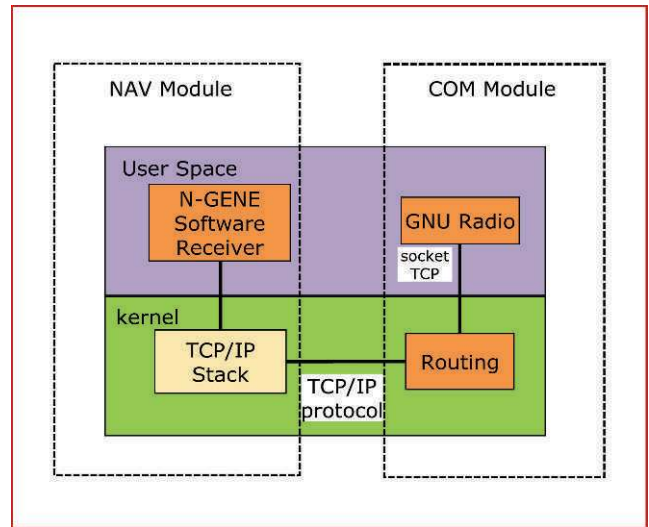 NAV Module
COM Module
User Space
N-GENE
Software
Receiver
GNU Radio
socket
TCP
kernel
TCP/IP
Stack
Routing
TCP/IP
protocol